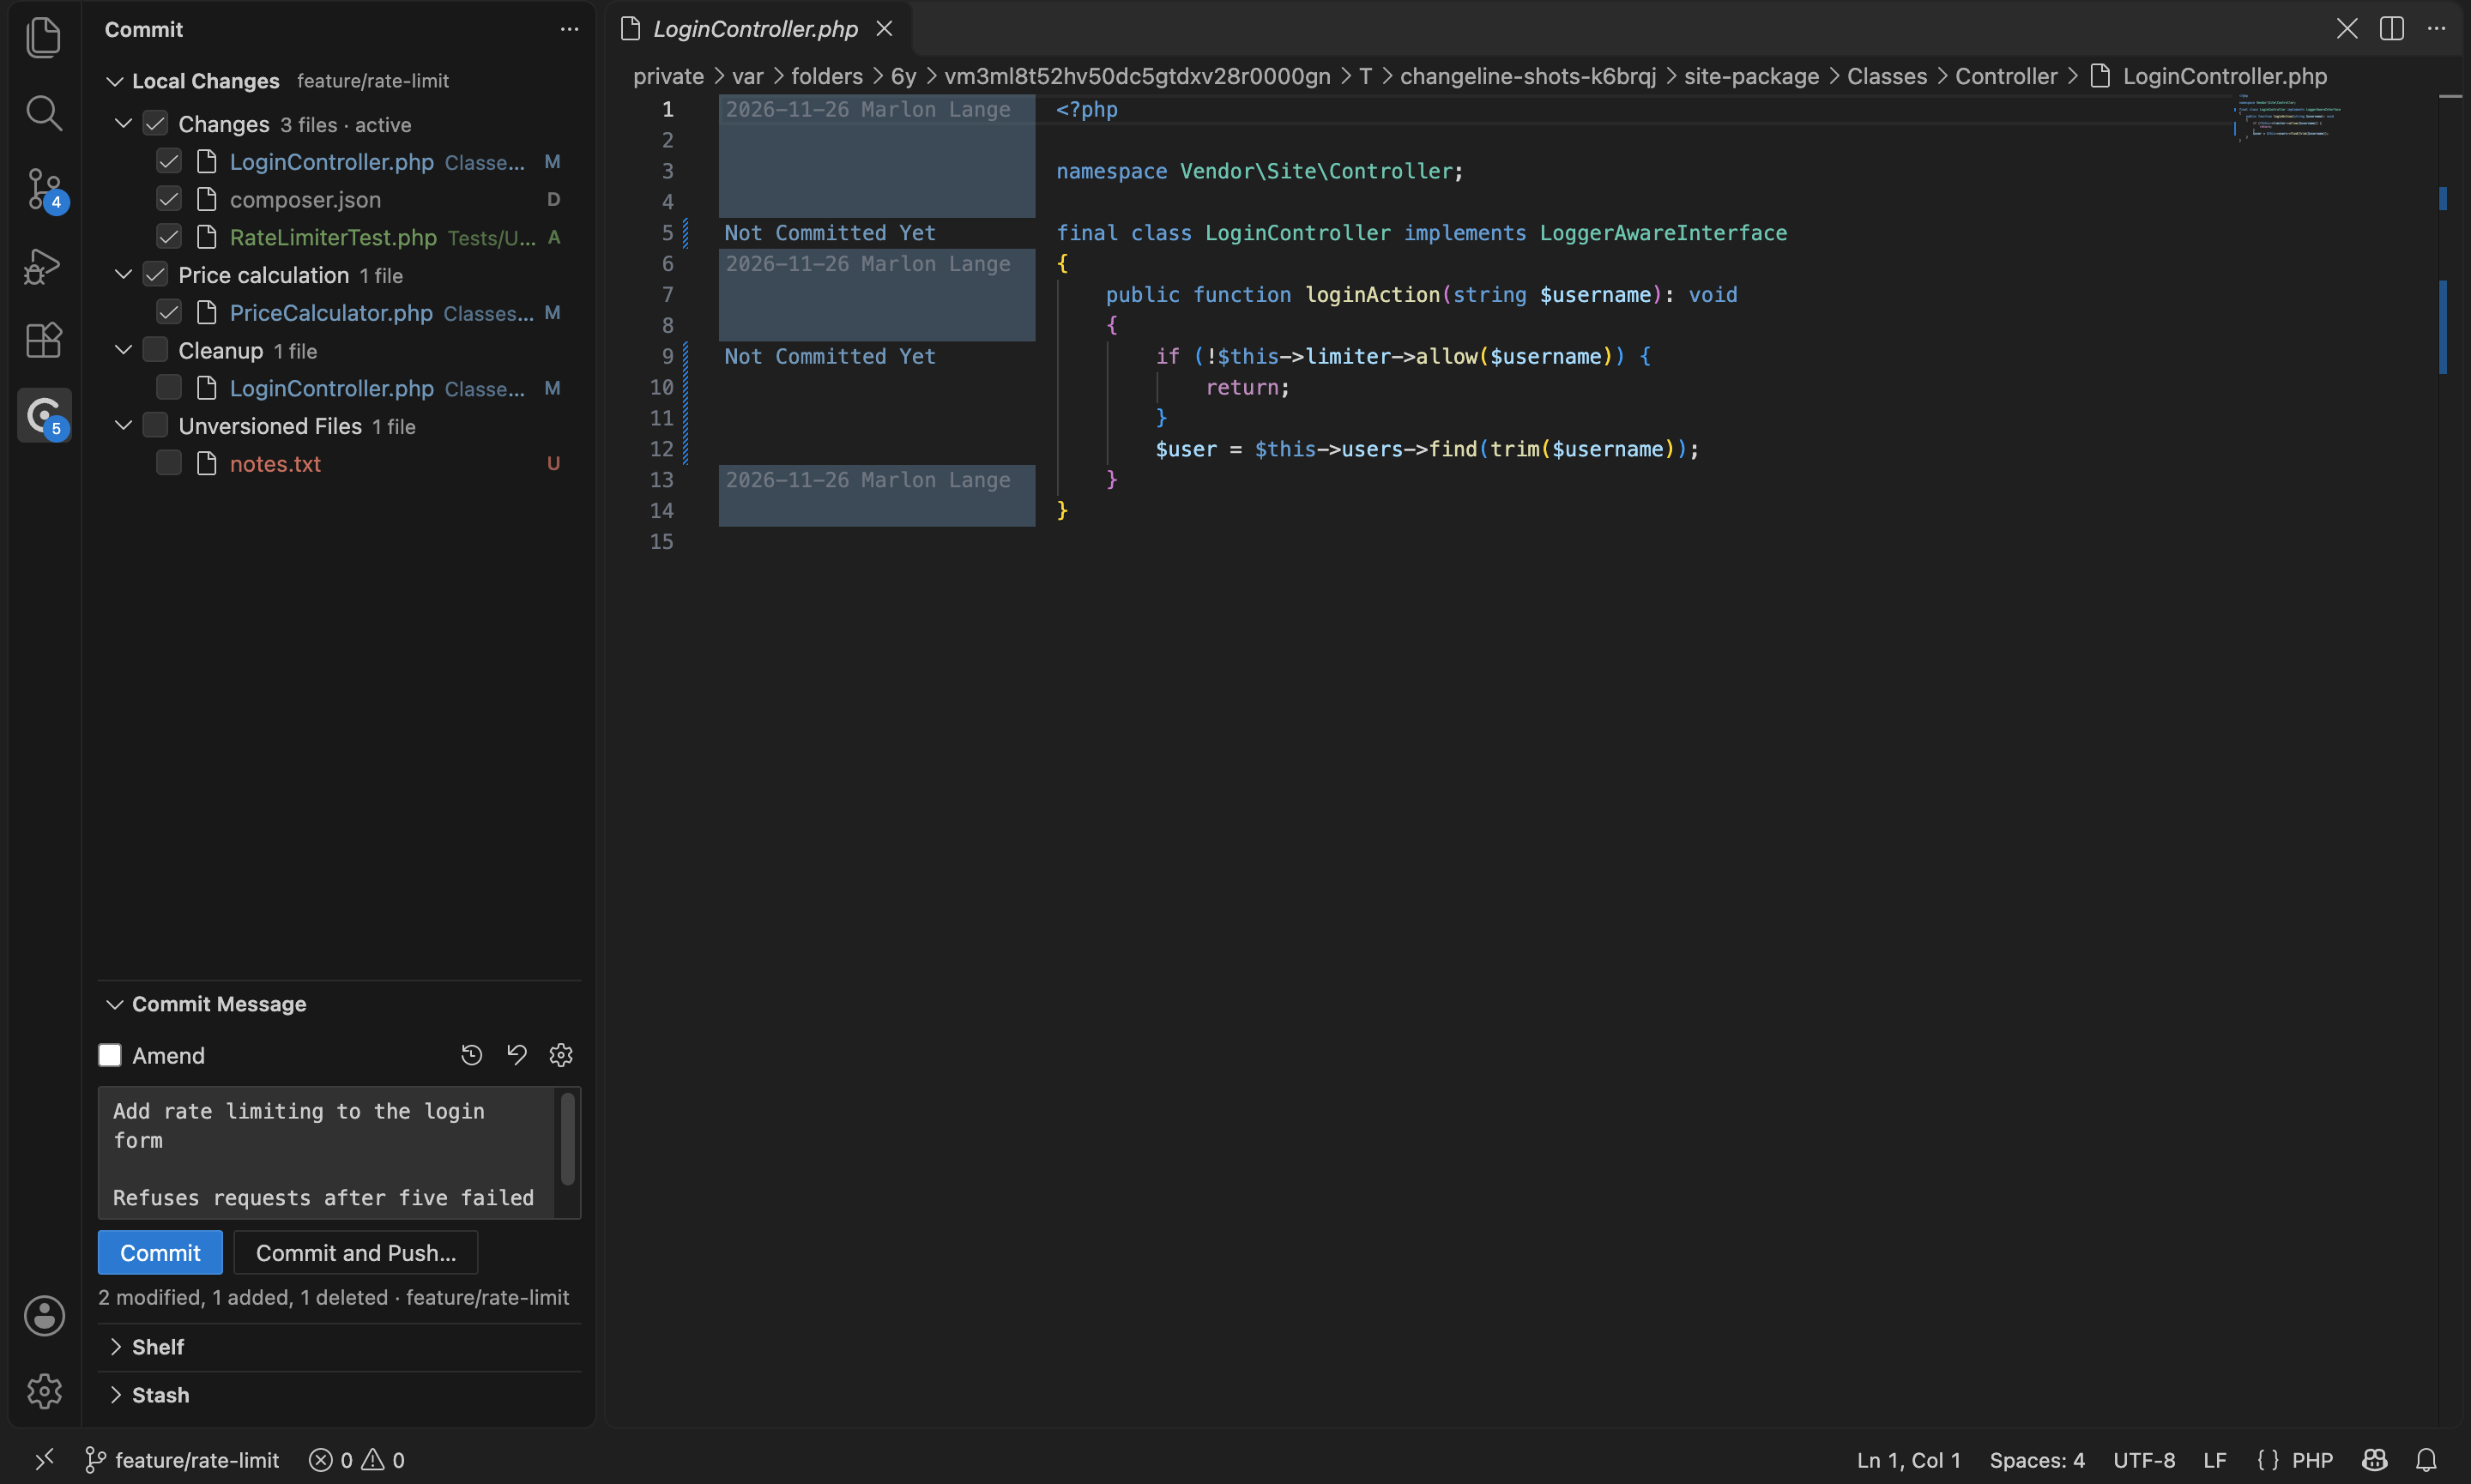 Commit
Local Changes feature/rate-limit
Changes 3 files · active
LoginController.php Classe... M
composer.json D
RateLimiterTest.php Tests/U... A
Price calculation 1 file
PriceCalculator.php Classes... M
Cleanup 1 file
LoginController.php Classe... M
Unversioned Files 1 file
notes.txt U
4
5
Commit Message
Amend
Add rate limiting to the login
form
Refuses requests after five failed
Commit Commit and Push...
2 modified, 1 added, 1 deleted · feature/rate-limit
Shelf
Stash
LoginController.php
private > var > folders > 6y > vm3ml8t52hv50dc5gtdxv28r0000gn > T > changeline-shots-k6brqj > site-package > Classes > Controller > LoginController.php
1 2026-11-26 Marlon Lange <?php
2
3 namespace Vendor\Site\Controller;
4
5 Not Committed Yet final class LoginController implements LoggerAwareInterface
6 2026-11-26 Marlon Lange {
7 public function loginAction(string $username): void
8 {
9 Not Committed Yet if (!$this->limiter->allow($username)) {
10 return;
11 }
12 $user = $this->users->find(trim($username));
13 2026-11-26 Marlon Lange }
14 }
15
feature/rate-limit 0 0
Ln 1, Col 1 Spaces: 4 UTF-8 LF { } PHP